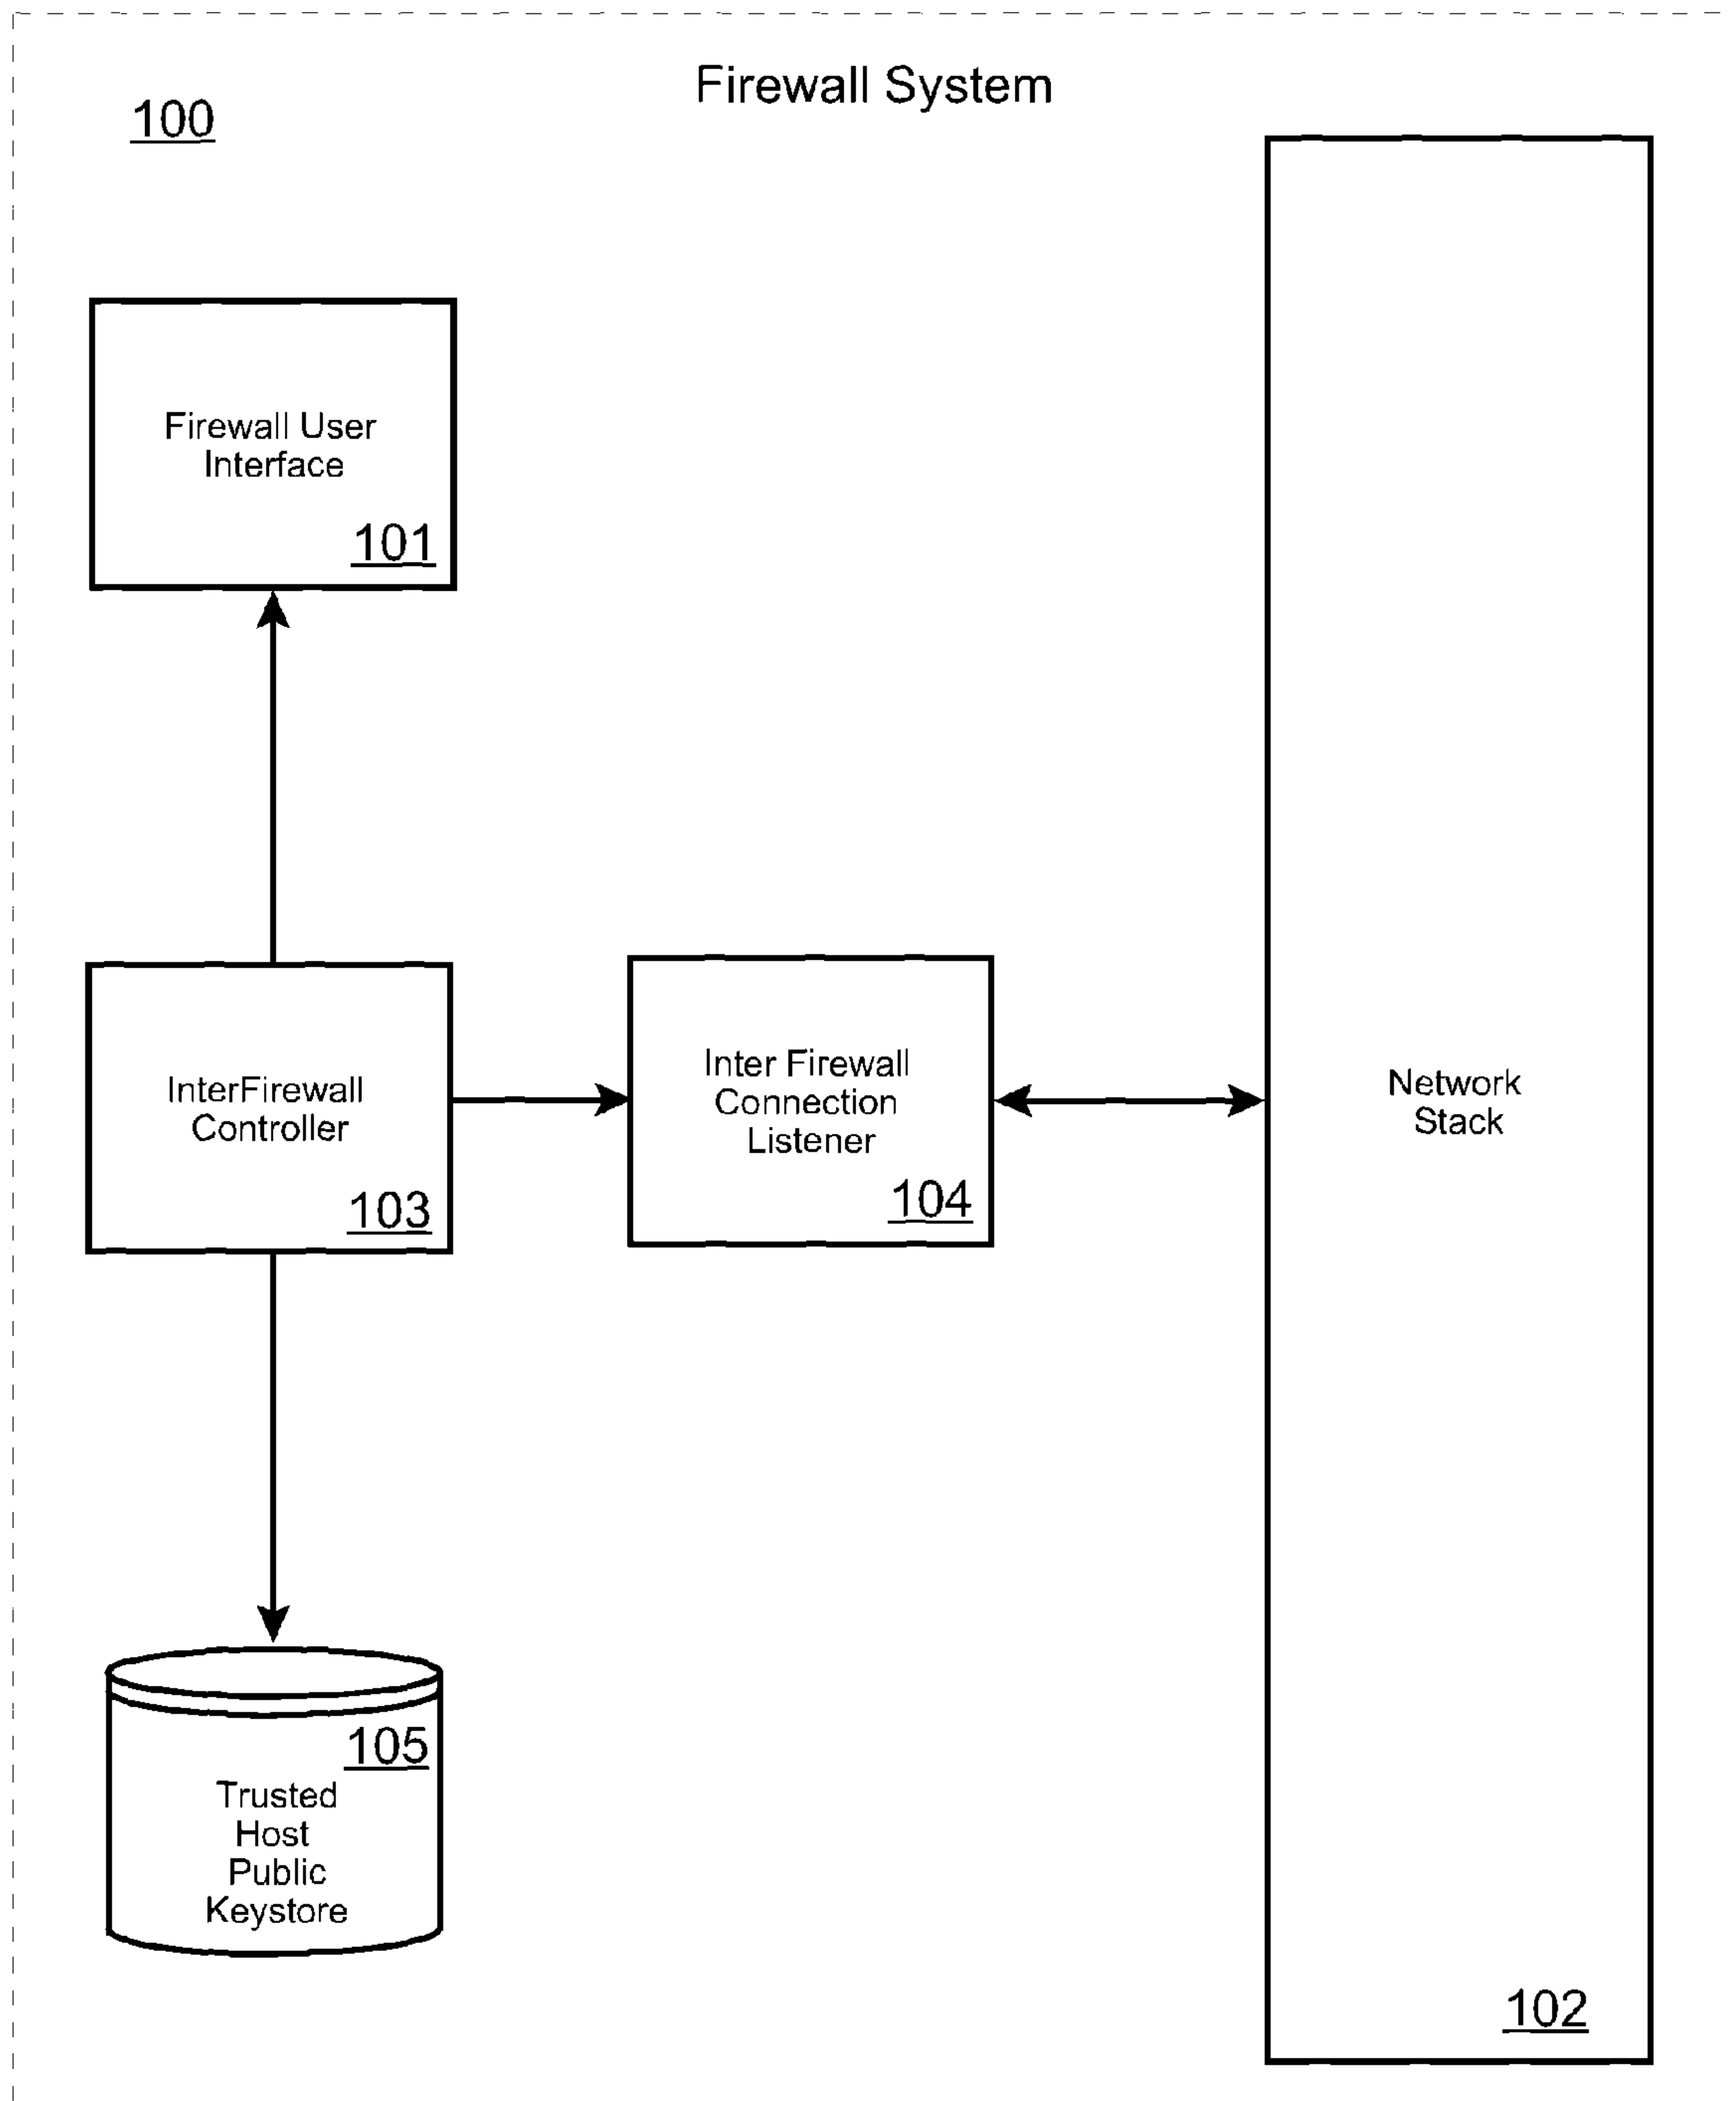 Firewall System
100
Firewall User
Interface
101
InterFirewall
Controller
103
Inter Firewall
Connection
Listener
104
Network
Stack
102
105
Trusted
Host
Public
Keystore